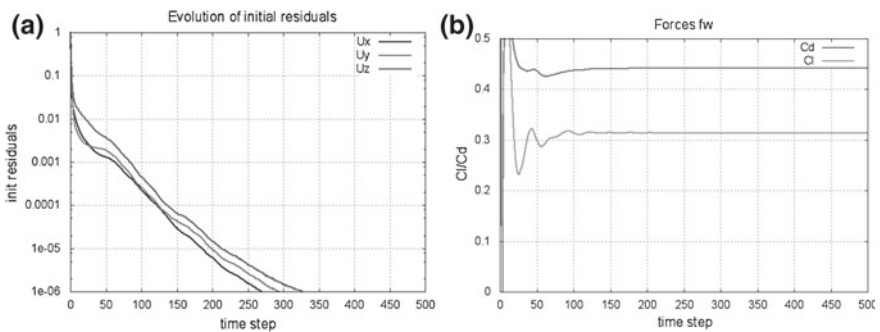 (a)
Evolution of initial residuals
Ux
Uy
Uz
init residuals
1
0.1
0.01
0.001
0.0001
1e-05
1e-06
0 50 100 150 200 250 300 350 400 450 500
time step
(b)
Forces fw
Cd
Cl
Cl/Cd
0.5
0.4
0.3
0.2
0.1
0
0 50 100 150 200 250 300 350 400 450 500
time step